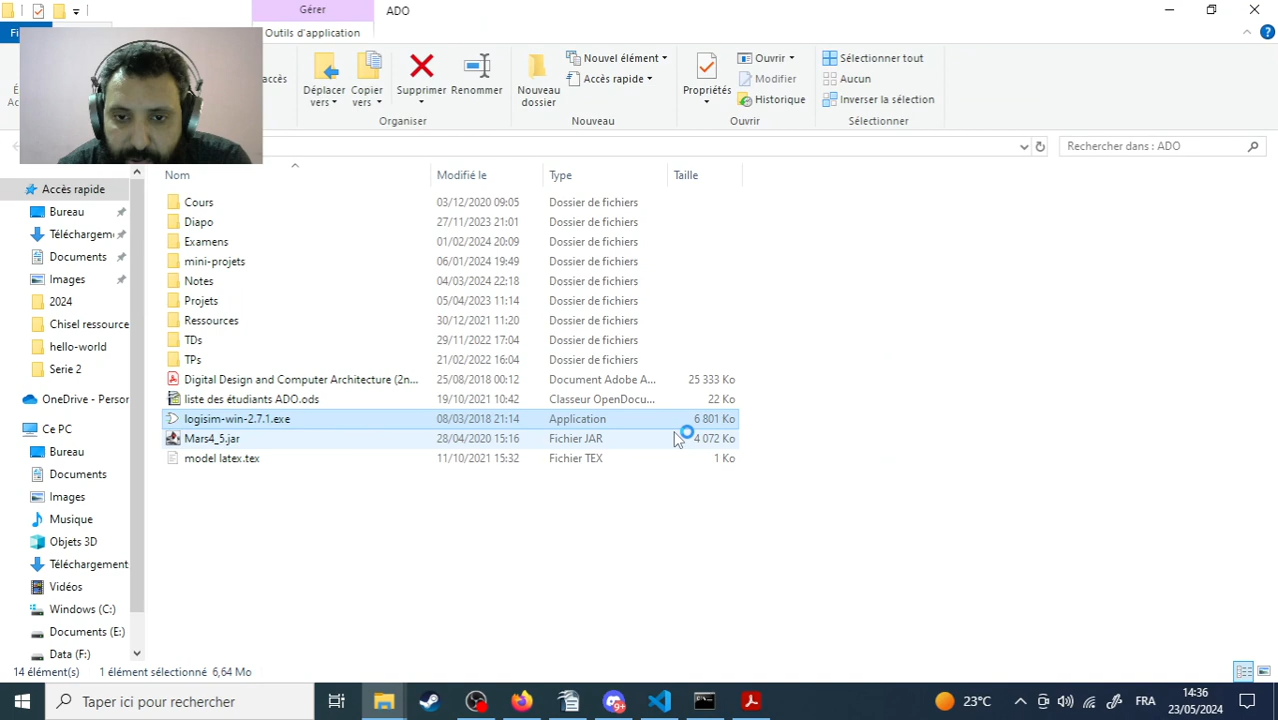 Gérer
ADO
Fi
Outils d'application
accès
Déplacer vers
Copier vers
Supprimer
Renommer
Organiser
Nouveau dossier
Nouvel élément
Accès rapide
Nouveau
Propriétés
Ouvrir
Modifier
Historique
Ouvrir
Sélectionner tout
Aucun
Inverser la sélection
Sélectionner
Rechercher dans : ADO
Nom Modifié le Type Taille
Cours 03/12/2020 09:05 Dossier de fichiers
Diapo 27/11/2023 21:01 Dossier de fichiers
Examens 01/02/2024 20:09 Dossier de fichiers
mini-projets 06/01/2024 19:49 Dossier de fichiers
Notes 04/03/2024 22:18 Dossier de fichiers
Projets 05/04/2023 11:14 Dossier de fichiers
Ressources 30/12/2021 11:20 Dossier de fichiers
TDs 29/11/2022 17:04 Dossier de fichiers
TPs 21/02/2022 16:04 Dossier de fichiers
Digital Design and Computer Architecture (2n... 25/08/2018 00:12 Document Adobe A... 25 333 Ko
liste des étudiants ADO.ods 19/10/2021 10:42 Classeur OpenDocu... 22 Ko
logisim-win-2.7.1.exe 08/03/2018 21:14 Application 6 801 Ko
Mars4_5.jar 28/04/2020 15:16 Fichier JAR 4 072 Ko
model latex.tex 11/10/2021 15:32 Fichier TEX 1 Ko
Accès rapide
Bureau
Téléchargem
Documents
Images
2024
Chisel ressource
hello-world
Serie 2
OneDrive - Person
Ce PC
Bureau
Documents
Images
Musique
Objets 3D
Téléchargement
Vidéos
Windows (C:)
Documents (E:)
Data (F:)
14 élément(s) 1 élément sélectionné 6,64 Mo
Taper ici pour rechercher
9+
23°C
FRA
14:36
23/05/2024